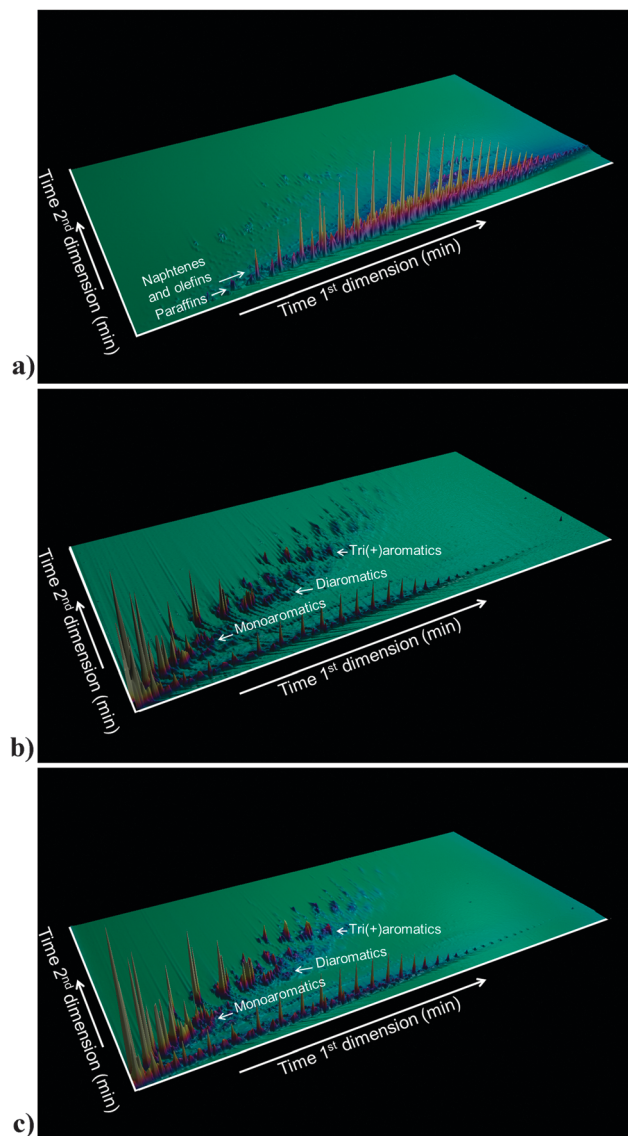 Time 2nd dimension (min)
Naphtenes
and olefins
Paraffins
Time 1st dimension (min)
a)
Tri(+)aromatics
Diaromatics
Monoaromatics
Time 2nd dimension (min)
Time 1st dimension (min)
b)
Tri(+)aromatics
Diaromatics
Monoaromatics
Time 2nd dimension (min)
Time 1st dimension (min)
c)